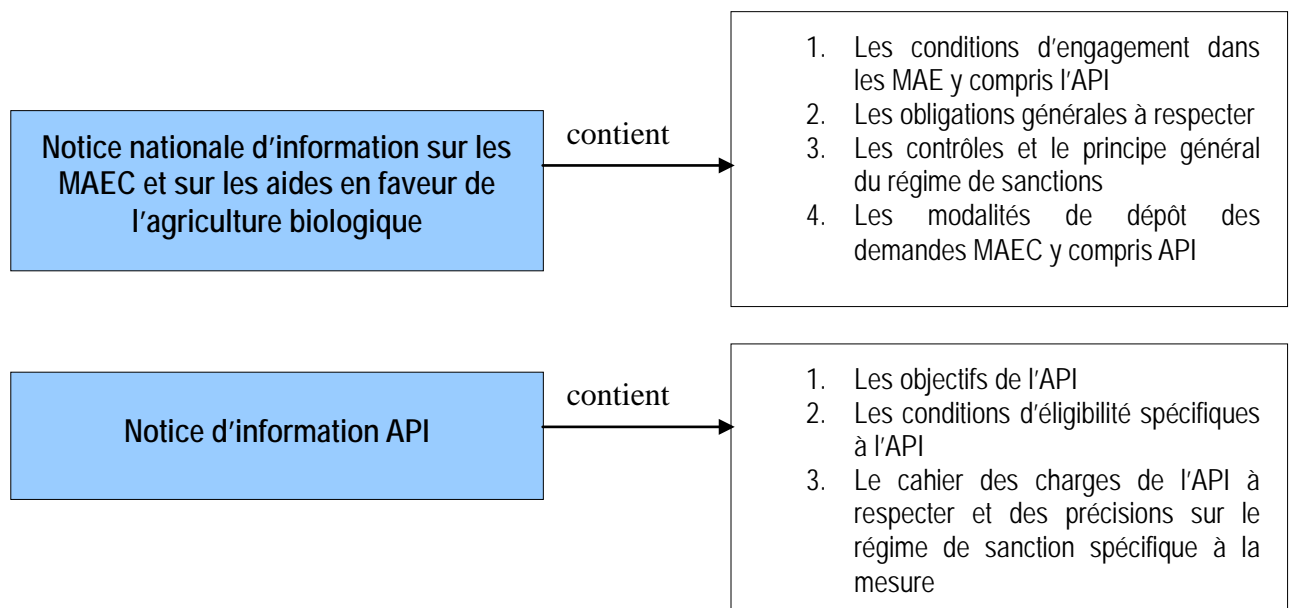 Notice nationale d'information sur les
MAEC et sur les aides en faveur de
l'agriculture biologique
contient
1. Les conditions d'engagement dans
les MAE y compris l'API
2. Les obligations générales à respecter
3. Les contrôles et le principe général
du régime de sanctions
4. Les modalités de dépôt des
demandes MAEC y compris API
Notice d'information API
contient
1. Les objectifs de l'API
2. Les conditions d'éligibilité spécifiques
à l'API
3. Le cahier des charges de l'API à
respecter et des précisions sur le
régime de sanction spécifique à la
mesure